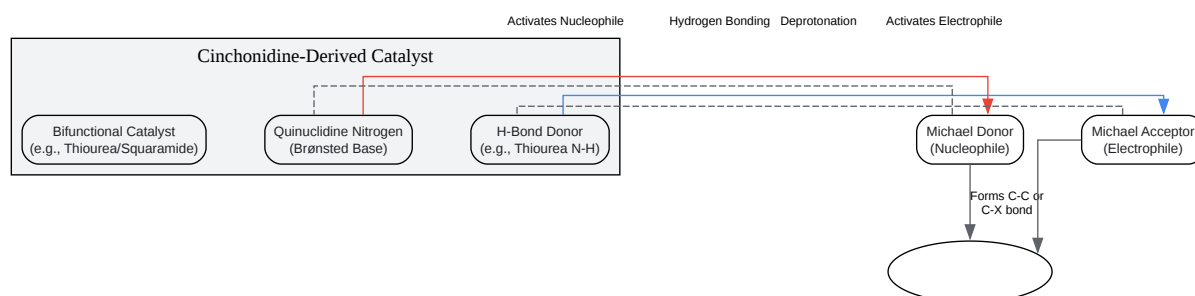 Activates Nucleophile
Hydrogen Bonding
Deprotonation
Activates Electrophile
Cinchonidine-Derived Catalyst
Bifunctional Catalyst
(e.g., Thiourea/Squaramide)
Quinuclidine Nitrogen
(Brønsted Base)
H-Bond Donor
(e.g., Thiourea N-H)
Michael Donor
(Nucleophile)
Michael Acceptor
(Electrophile)
Forms C-C or
C-X bond